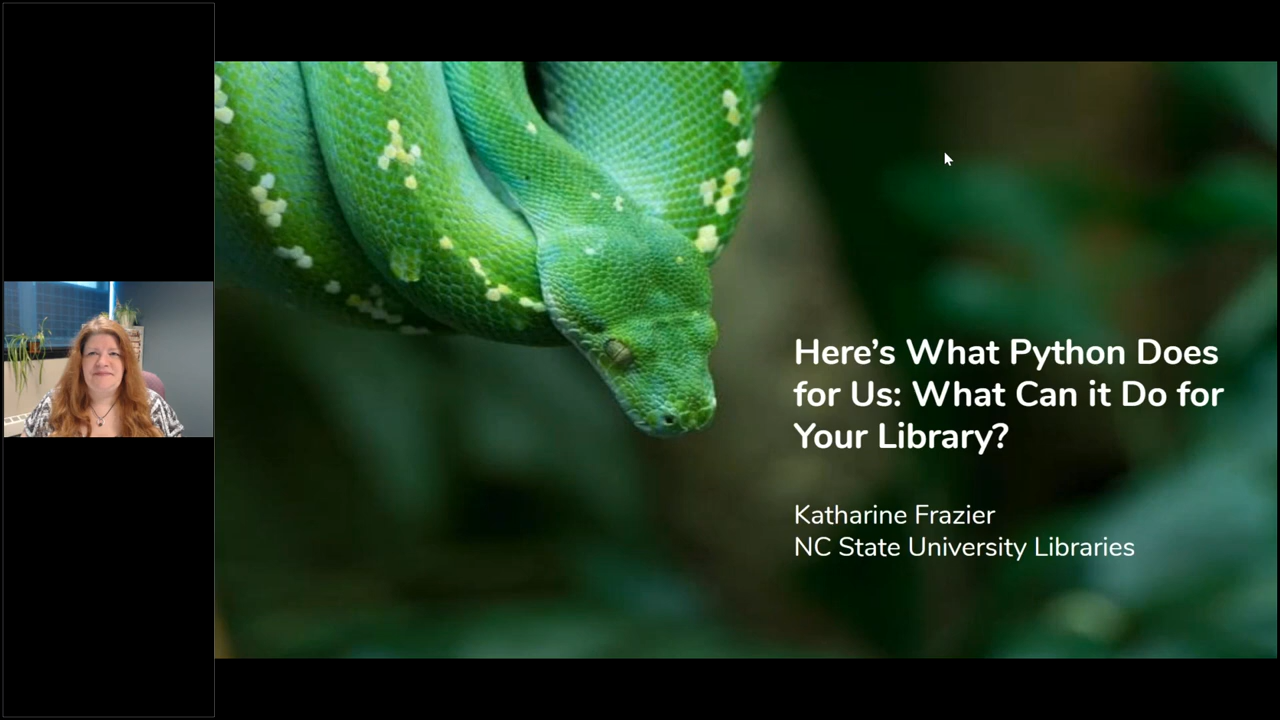 Here’s What Python Does
for Us: What Can it Do for
Your Library?
Katharine Frazier
NC State University Libraries